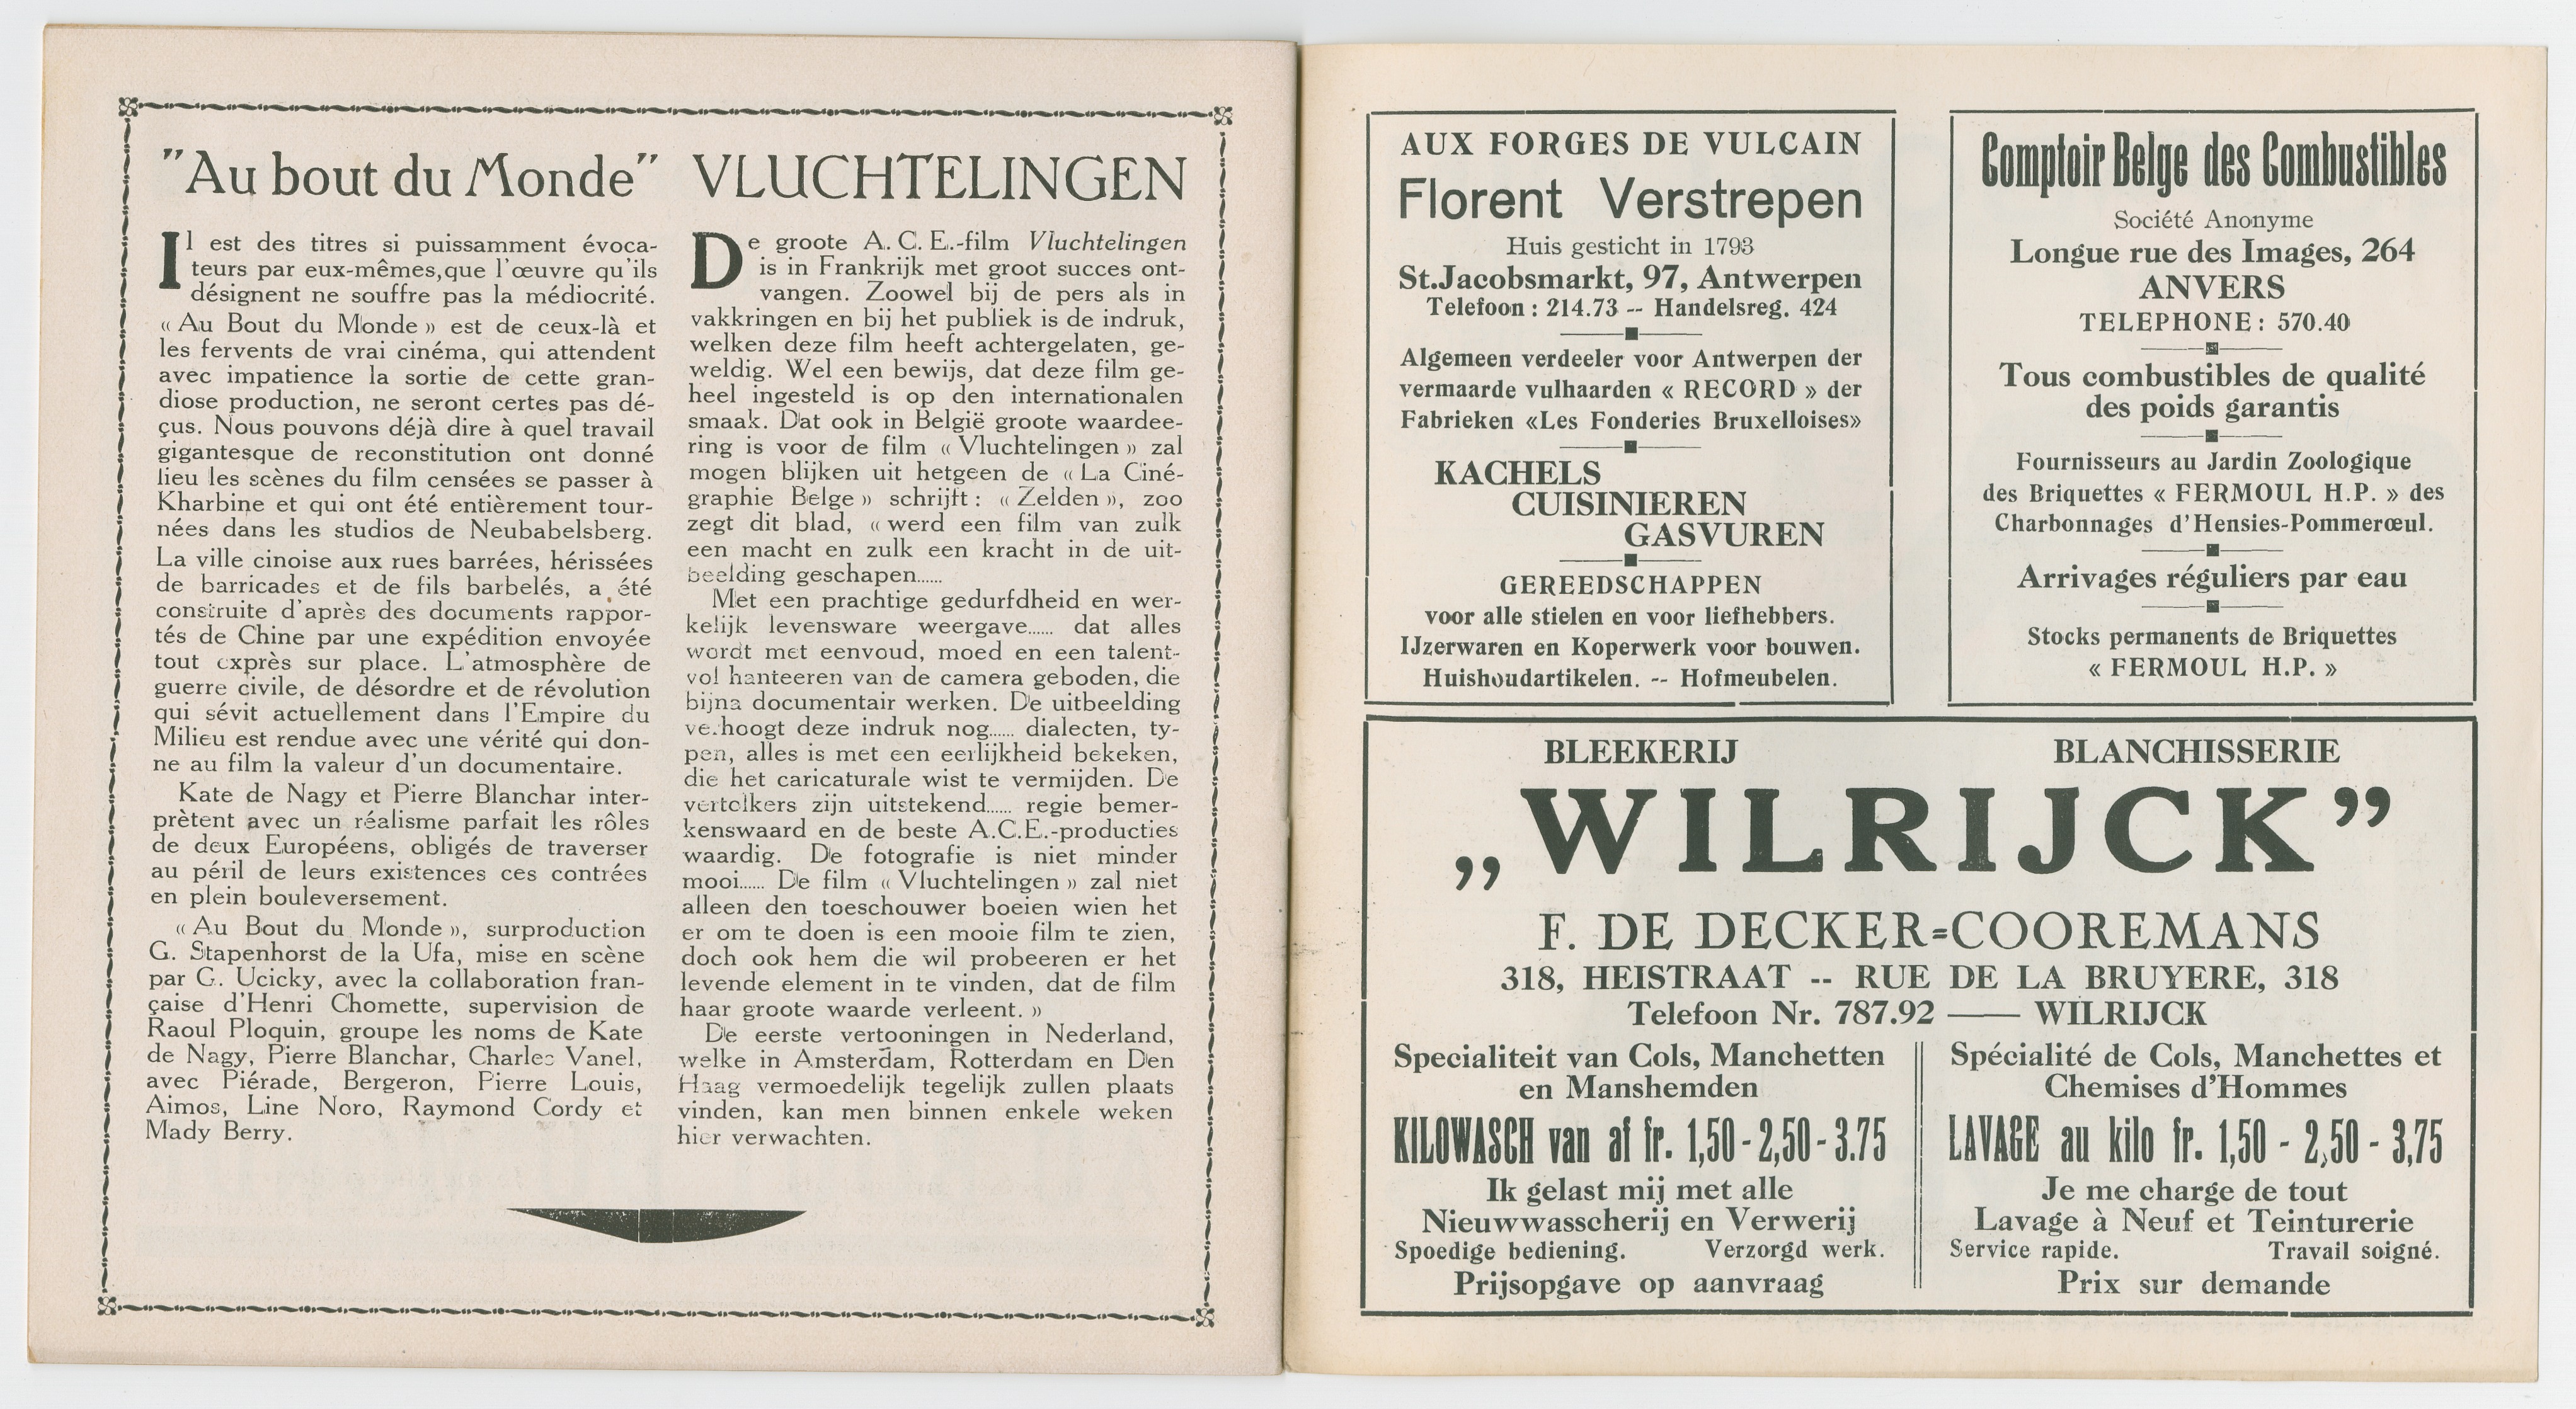 "Au bout du Monde"
Il est des titres si puissamment évoca-
teurs par eux-mêmes,que l'œuvre qu'ils
désignent ne souffre pas la médiocrité.
« Au Bout du Monde » est de ceux-là et
les fervents de vrai cinéma, qui attendent
avec impatience la sortie de cette gran-
diose production, ne seront certes pas dé-
çus. Nous pouvons déjà dire à quel travail
gigantesque de reconstitution ont donné
lieu les scènes du film censées se passer à
Kharbine et qui ont été entièrement tour-
nées dans les studios de Neubabelsberg.
La ville cinoise aux rues barrées, hérissées
de barricades et de fils barbelés, a été
construite d'après des documents rappor-
tés de Chine par une expédition envoyée
tout exprès sur place. L'atmosphère de
guerre civile, de désordre et de révolution
qui sévit actuellement dans l'Empire du
Milieu est rendue avec une vérité qui don-
ne au film la valeur d'un documentaire.
Kate de Nagy et Pierre Blanchar inter-
prètent avec un réalisme parfait les rôles
de deux Européens, obligés de traverser
au péril de leurs existences ces contrées
en plein bouleversement.
« Au Bout du Monde », surproduction
G. Stapenhorst de la Ufa, mise en scène
par G. Ucicky, avec la collaboration fran-
çaise d'Henri Chomette, supervision de
Raoul Ploquin, groupe les noms de Kate
de Nagy, Pierre Blanchar, Charles Vanel,
avec Piérade, Bergeron, Pierre Louis,
Aimos, Line Noro, Raymond Cordy et
Mady Berry.
VLUCHTELINGEN
De groote A. C. E.-film Vluchtelingen
is in Frankrijk met groot succes ont-
vangen. Zoowel bij de pers als in
vakkringen en bij het publiek is de indruk,
welken deze film heeft achtergelaten, ge-
weldig. Wel een bewijs, dat deze film ge-
heel ingesteld is op den internationalen
smaak. Dat ook in België groote waardee-
ring is voor de film « Vluchtelingen » zal
mogen blijken uit hetgeen de « La Ciné-
graphie Belge » schrijft : « Zelden », zoo
zegt dit blad, « werd een film van zulk
een macht en zulk een kracht in de uit-
beelding geschapen......
Met een prachtige gedurfdheid en wer-
kelijk levensware weergave...... dat alles
wordt met eenvoud, moed en een talent-
vol hanteeren van de camera geboden, die
bijna documentair werken. De uitbeelding
verhoogt deze indruk nog...... dialecten, ty-
pen, alles is met een eerlijkheid bekeken,
die het caricaturale wist te vermijden. De
vertolkers zijn uitstekend...... regie bemer-
kenswaard en de beste A.C.E.-producties
waardig. De fotografie is niet minder
mooi...... De film « Vluchtelingen » zal niet
alleen den toeschouwer boeien wien het
er om te doen is een mooie film te zien,
doch ook hem die wil probeeren er het
levende element in te vinden, dat de film
haar groote waarde verleent. »
De eerste vertooningen in Nederland,
welke in Amsterdam, Rotterdam en Den
Haag vermoedelijk tegelijk zullen plaats
vinden, kan men binnen enkele weken
hier verwachten.
AUX FORGES DE VULCAIN
Florent Verstrepen
Huis gesticht in 1793
St.Jacobsmarkt, 97, Antwerpen
Telefoon : 214.73 -- Handelsreg. 424
Algemeen verdeeler voor Antwerpen der
vermaarde vulhaarden « RECORD » der
Fabrieken «Les Fonderies Bruxelloises»
KACHELS
CUISINIEREN
GASVUREN
GEREEDSCHAPPEN
voor alle stielen en voor liefhebbers.
IJzerwaren en Koperwerk voor bouwen.
Huishoudartikelen. -- Hofmeubelen.
Comptoir Belge des Combustibles
Société Anonyme
Longue rue des Images, 264
ANVERS
TELEPHONE : 570.40
Tous combustibles de qualité
des poids garantis
Fournisseurs au Jardin Zoologique
des Briquettes « FERMOUL H.P. » des
Charbonnages d'Hensies-Pommerœul.
Arrivages réguliers par eau
Stocks permanents de Briquettes
« FERMOUL H.P. »
BLEEKERIJ BLANCHISSERIE
„WILRIJCK”
F. DE DECKER=COOREMANS
318, HEISTRAAT -- RUE DE LA BRUYERE, 318
Telefoon Nr. 787.92 —— WILRIJCK
Specialiteit van Cols, Manchetten
en Manshemden
KILOWASCH van af fr. 1,50 - 2,50 - 3.75
Ik gelast mij met alle
Nieuwwasscherij en Verwerij
Spoedige bediening. Verzorgd werk.
Prijsopgave op aanvraag
Spécialité de Cols, Manchettes et
Chemises d'Hommes
LAVAGE au kilo fr. 1,50 - 2,50 - 3,75
Je me charge de tout
Lavage à Neuf et Teinturerie
Service rapide. Travail soigné.
Prix sur demande